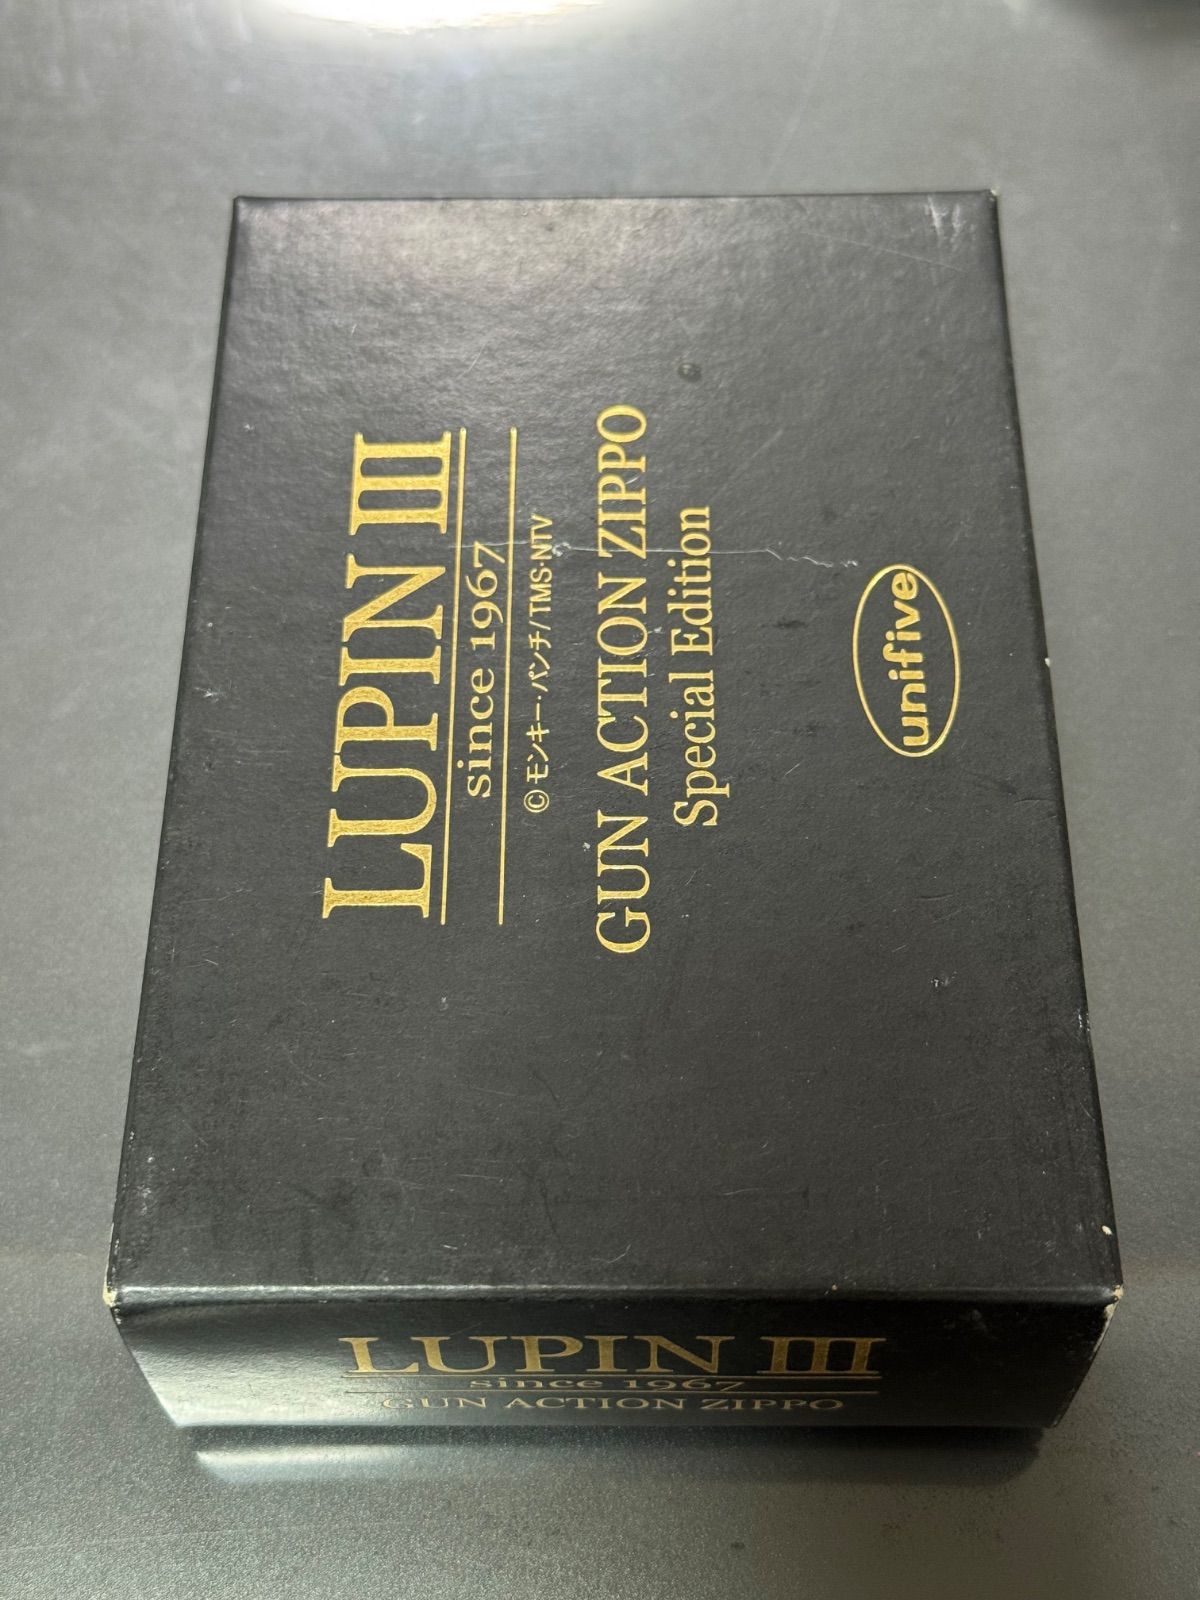 LUPIN III
since 1967
© モンキー・パンチ/TMS・NTV
GUN ACTION ZIPPO
Special Edition
unifive
LUPIN III
since 1967
GUN ACTION ZIPPO